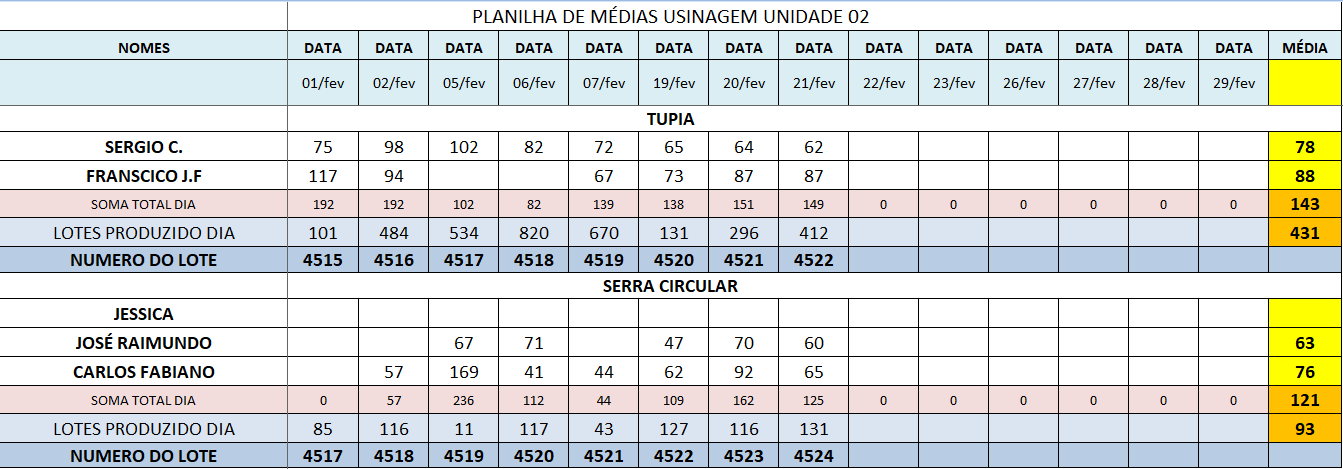 PLANILHA DE MÉDIAS USINAGEM UNIDADE 02
NOMES DATA DATA DATA DATA DATA DATA DATA DATA DATA DATA DATA DATA DATA DATA MÉDIA
01/fev 02/fev 05/fev 06/fev 07/fev 19/fev 20/fev 21/fev 22/fev 23/fev 26/fev 27/fev 28/fev 29/fev
TUPIA
SERGIO C. 75 98 102 82 72 65 64 62 78
FRANSCICO J.F 117 94 67 73 87 87 88
SOMA TOTAL DIA 192 192 102 82 139 138 151 149 0 0 0 0 0 0 143
LOTES PRODUZIDO DIA 101 484 534 820 670 131 296 412 431
NUMERO DO LOTE 4515 4516 4517 4518 4519 4520 4521 4522
SERRA CIRCULAR
JESSICA
JOSÉ RAIMUNDO 67 71 47 70 60 63
CARLOS FABIANO 57 169 41 44 62 92 65 76
SOMA TOTAL DIA 0 57 236 112 44 109 162 125 0 0 0 0 0 0 121
LOTES PRODUZIDO DIA 85 116 11 117 43 127 116 131 93
NUMERO DO LOTE 4517 4518 4519 4520 4521 4522 4523 4524